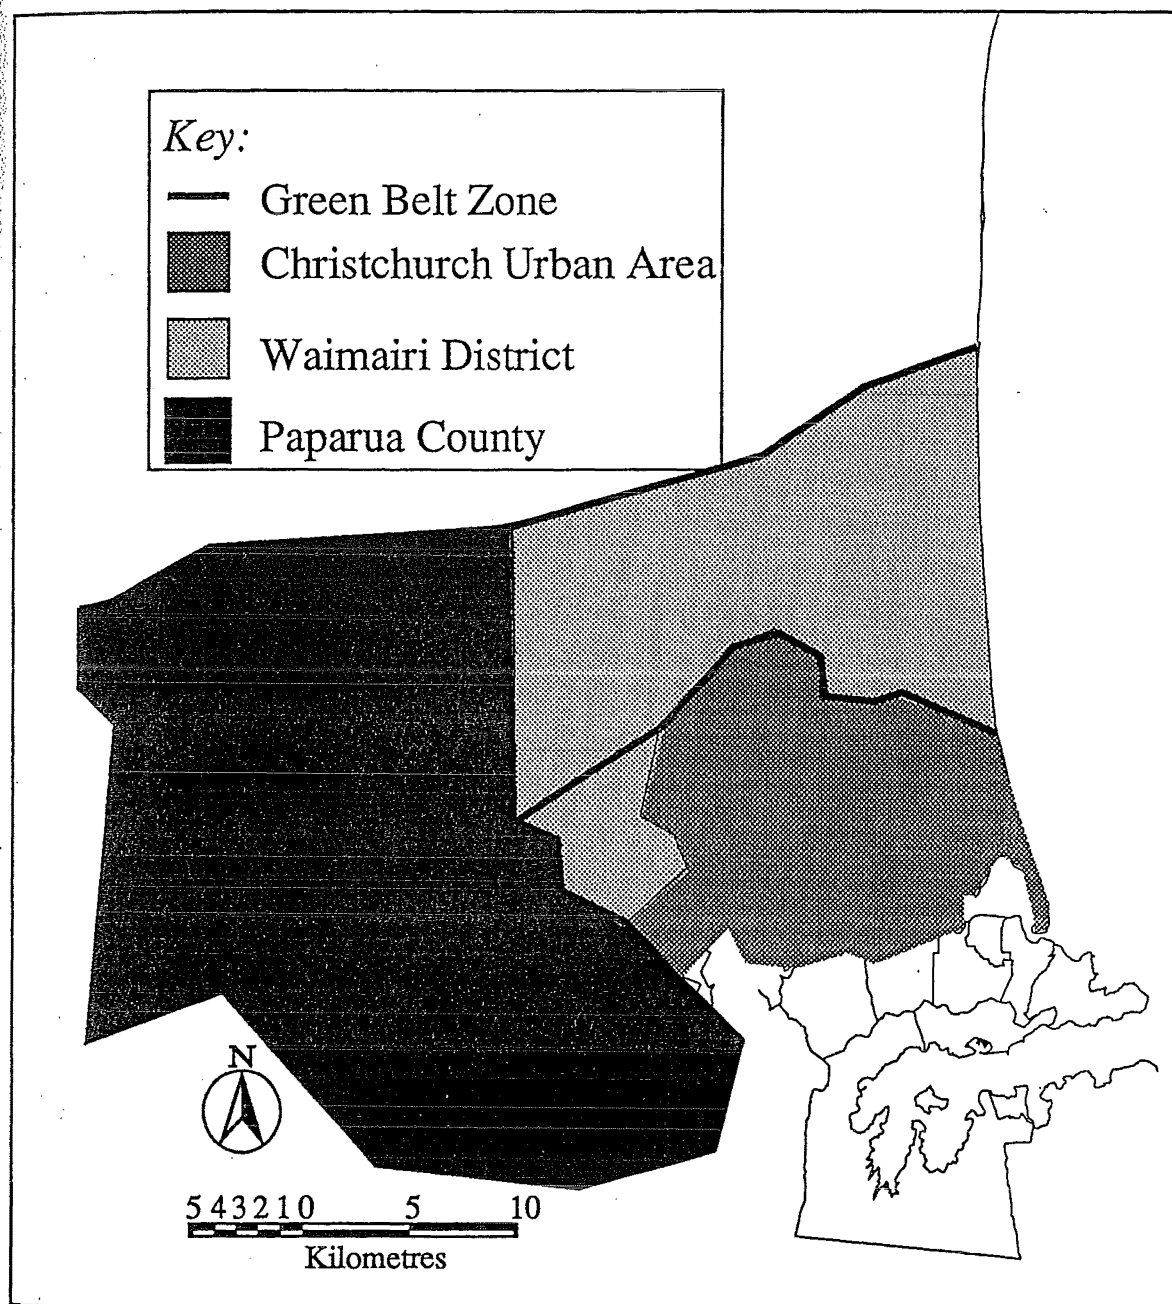 Key:
Green Belt Zone
Christchurch Urban Area
Waimairi District
Paparua County
N
5 4 3 2 1 0 5 10
Kilometres